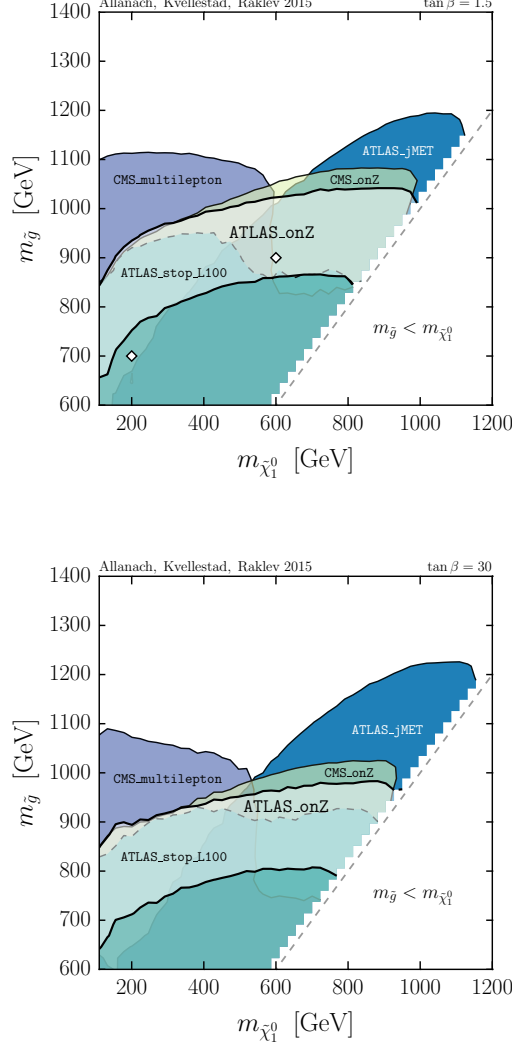 Allanach, Kvellestad, Raklev 2015 tan β = 1.5
1400
1300
1200
1100
1000
900
800
700
600
m_g̃ [GeV]
ATLAS_jMET
CMS_multilepton
CMS_onZ
ATLAS_onZ
ATLAS_stop_L100
m_g̃ < m_χ̃₁⁰
200 400 600 800 1000 1200
m_χ̃₁⁰ [GeV]
Allanach, Kvellestad, Raklev 2015 tan β = 30
1400
1300
1200
1100
1000
900
800
700
600
m_g̃ [GeV]
ATLAS_jMET
CMS_multilepton
CMS_onZ
ATLAS_onZ
ATLAS_stop_L100
m_g̃ < m_χ̃₁⁰
200 400 600 800 1000 1200
m_χ̃₁⁰ [GeV]